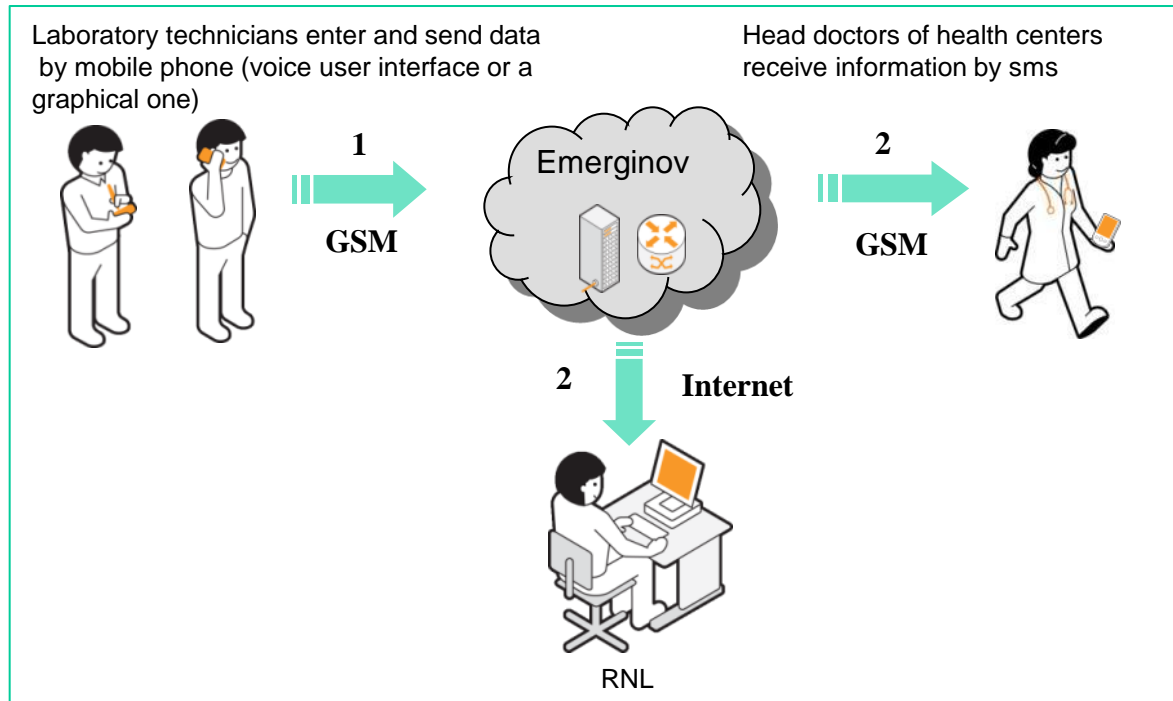 Laboratory technicians enter and send data
by mobile phone (voice user interface or a
graphical one)
Head doctors of health centers
receive information by sms
1
GSM
Emerginov
2
GSM
2
Internet
RNL